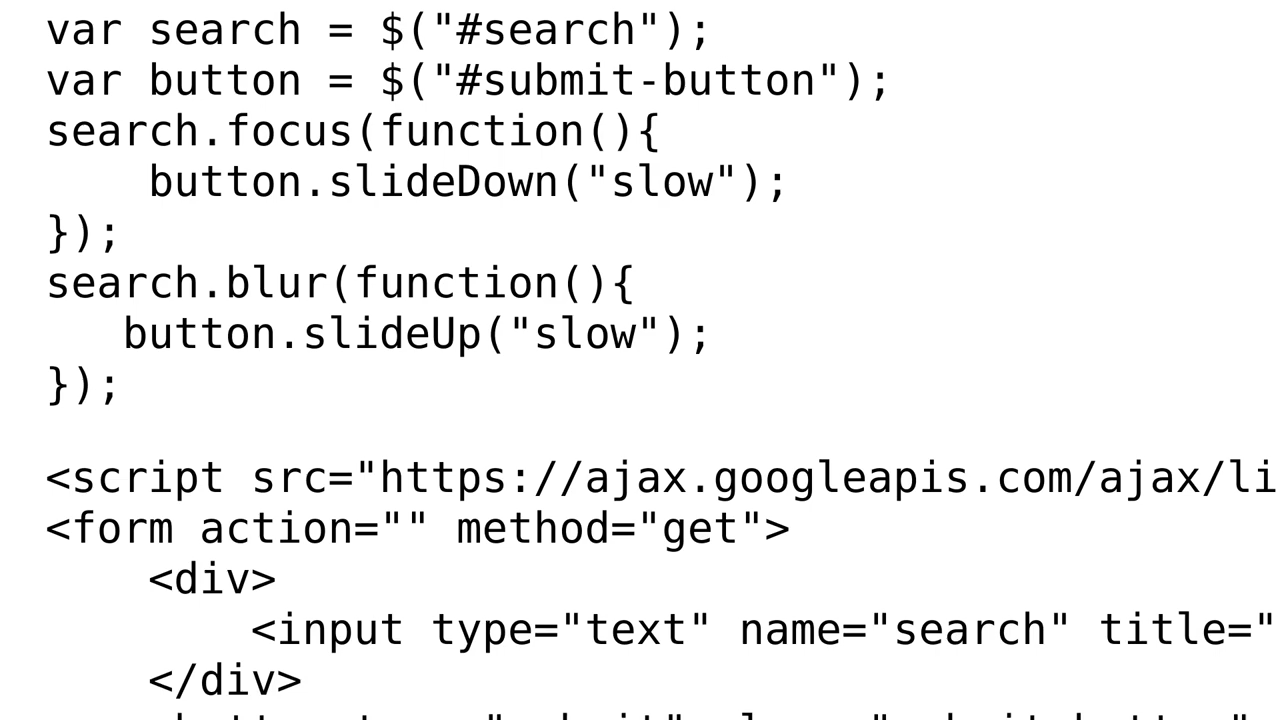 var search = $("#search");
var button = $("#submit-button");
search.focus(function(){
    button.slideDown("slow");
});
search.blur(function(){
   button.slideUp("slow");
});

<script src="https://ajax.googleapis.com/ajax/li
<form action="" method="get">
    <div>
        <input type="text" name="search" title="
    </div>